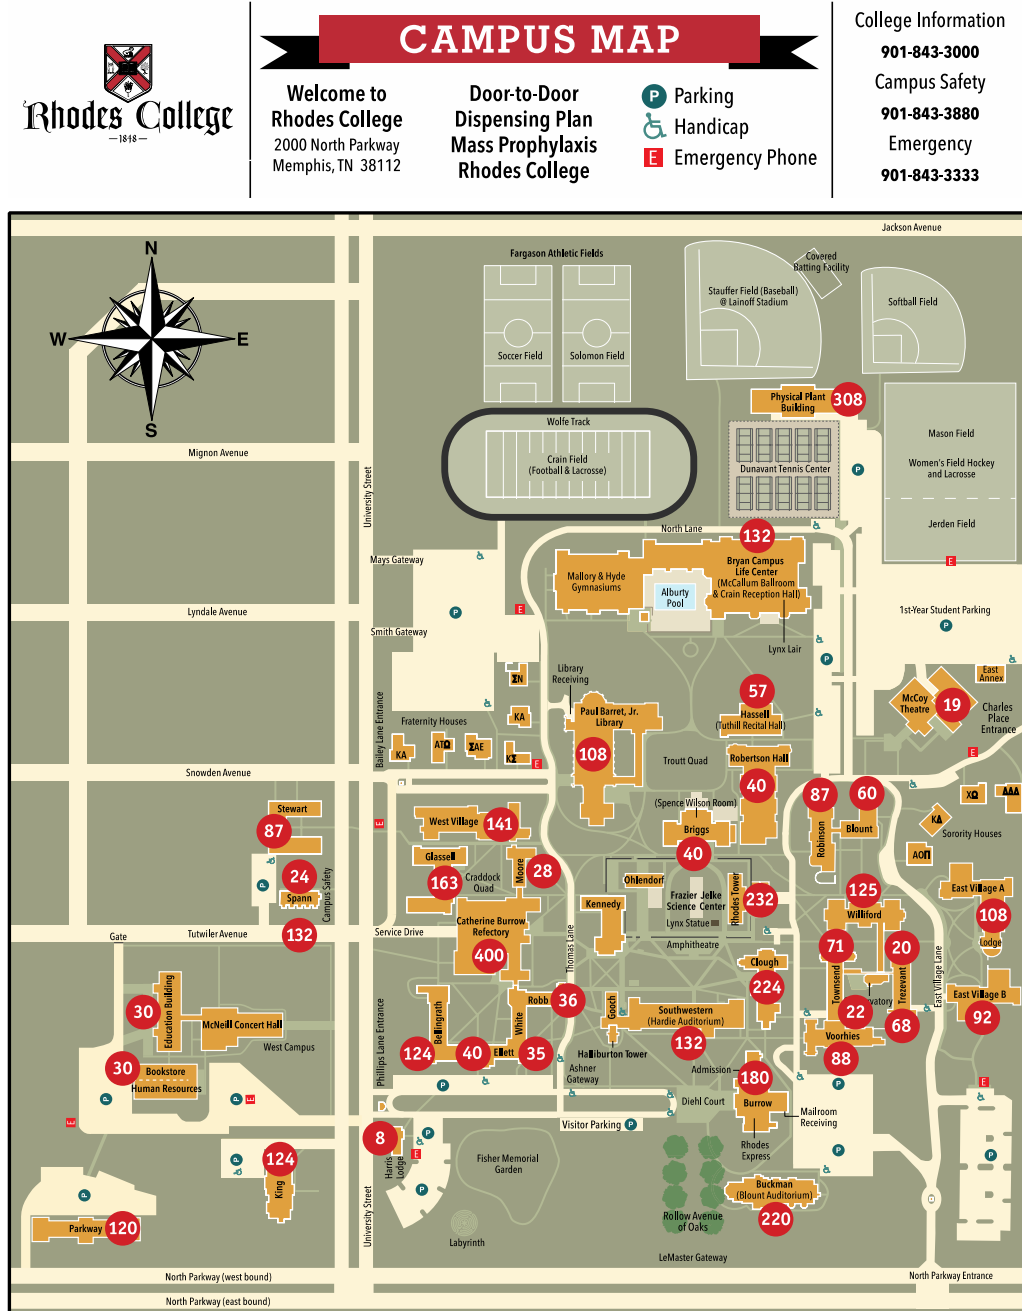 CAMPUS MAP
Rhodes College
1848
Welcome to
Rhodes College
2000 North Parkway
Memphis, TN 38112
Door-to-Door
Dispensing Plan
Mass Prophylaxis
Rhodes College
P Parking
Handicap
E Emergency Phone
College Information
901-843-3000
Campus Safety
901-843-3880
Emergency
901-843-3333
Jackson Avenue
N
W E
S
Fargason Athletic Fields
Soccer Field
Solomon Field
Stauffer Field (Baseball)
@ Lainoff Stadium
Covered
Batting Facility
Softball Field
Physical Plant
Building
308
Wolfe Track
Crain Field
(Football & Lacrosse)
Dunavant Tennis Center
P
Mason Field
Women's Field Hockey
and Lacrosse
Jerden Field
E
Mignon Avenue
University Street
North Lane
132
Mays Gateway
Bryan Campus
Life Center
(McCallum Ballroom
& Crain Reception Hall)
Mallory & Hyde
Gymnasiums
Alburty
Pool
Lyndale Avenue
P
E
Smith Gateway
1st-Year Student Parking
P
Lynx Lair
P
Library
Receiving
ΣN
KA
Fraternity Houses
KA
ATΩ
ΣAE
KΣ
E
Bailey Lane Entrance
Paul Barret, Jr.
Library
108
57
Hassell
(Tuthill Recital Hall)
McCoy
Theatre
19
East
Annex
Charles
Place
Entrance
E
Snowden Avenue
Troutt Quad
Robertson Hall
40
(Spence Wilson Room)
Briggs
40
87
Robinson
60
Blount
XΩ
ΔΔΔ
KΔ
Sorority Houses
AOΠ
Stewart
87
P
24
Spann
Campus Safety
132
E
West Village
141
Glassell
163
Craddock
Quad
Moore
28
Ohlendorf
Frazier Jelke
Science Center
Lynx Statue
Rhodes Tower
232
Kennedy
Amphitheatre
125
Williford
East Village A
108
Lodge
Tutwiler Avenue
Gate
Service Drive
Catherine Burrow
Refectory
400
Thomas Lane
Clough
224
71
Townsend
20
Trezevant
vatory
22
68
East Village Lane
East Village B
92
30
Education Building
McNeill Concert Hall
West Campus
Phillips Lane Entrance
Bellingrath
124
40
Ellett
White
35
Robb
36
Gooch
Halliburton Tower
Southwestern
(Hardie Auditorium)
132
Voorhies
88
30
Bookstore
Human Resources
P
P
E
E
P
Ashner
Gateway
Admission
180
Burrow
Diehl Court
Mailroom
Receiving
Rhodes
Express
P
P
E
P
Visitor Parking P
8
Harris
Lodge
P
E
P
Fisher Memorial
Garden
Labyrinth
P
124
King
P
Parkway
120
University Street
Buckman
(Blount Auditorium)
220
Rollow Avenue
of Oaks
LeMaster Gateway
North Parkway (west bound)
North Parkway Entrance
North Parkway (east bound)